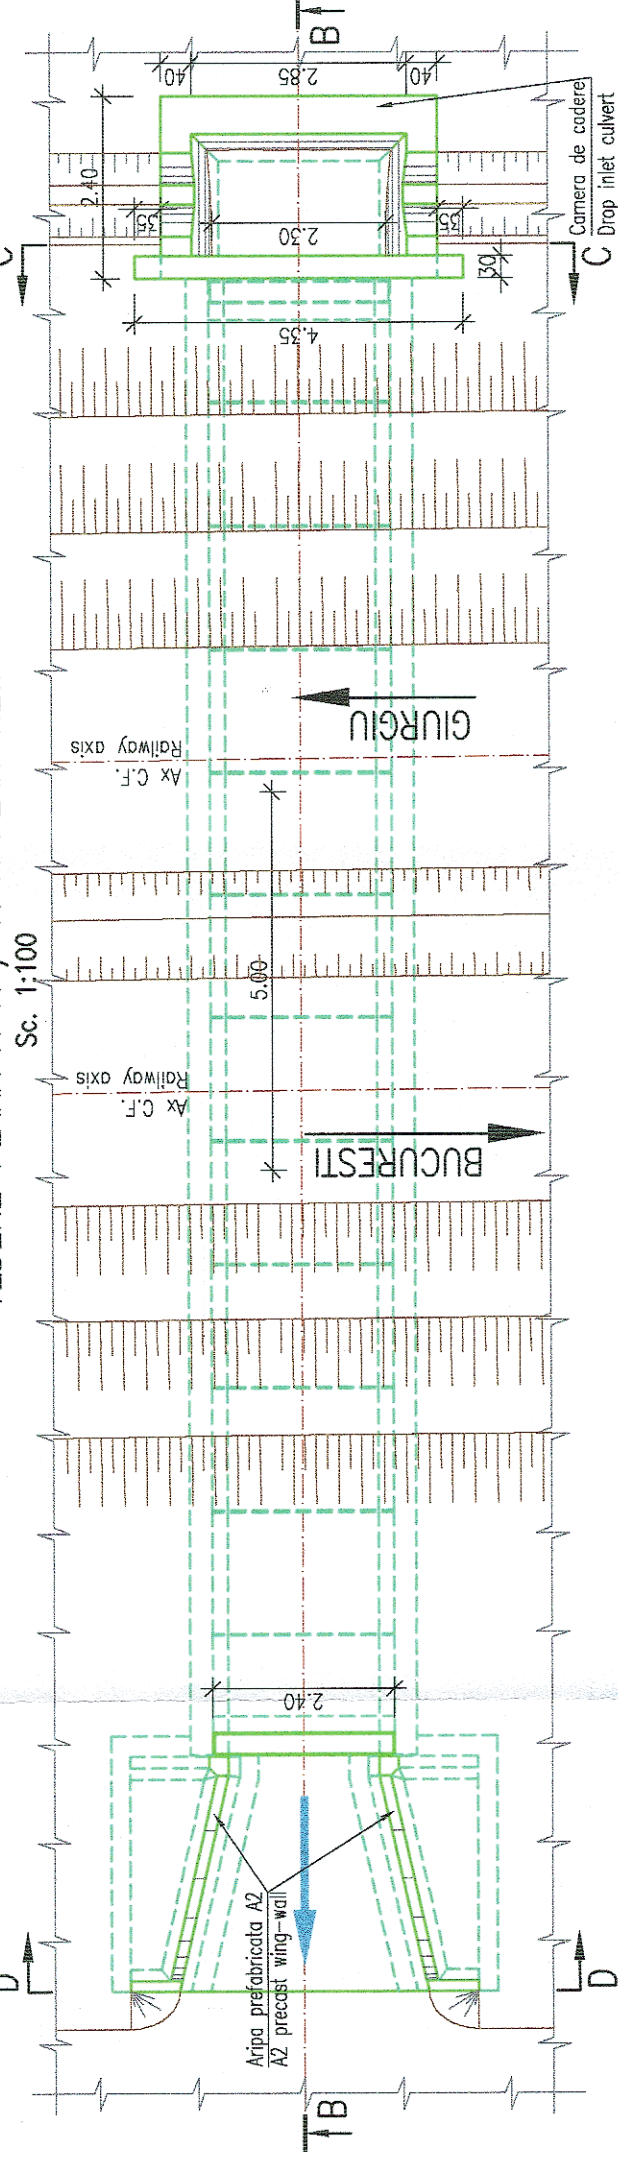 Sc. 1:100
B
40
2.85
40
2.40
35
2.30
35
30
4.35
C
C
Camera de cadere
Drop inlet culvert
GIURGIU
Railway axis
Ax C.F.
5.00
Railway axis
Ax C.F.
BUCURESTI
2.40
Aripa prefabricata A2
A2 precast wing-wall
D
D
B